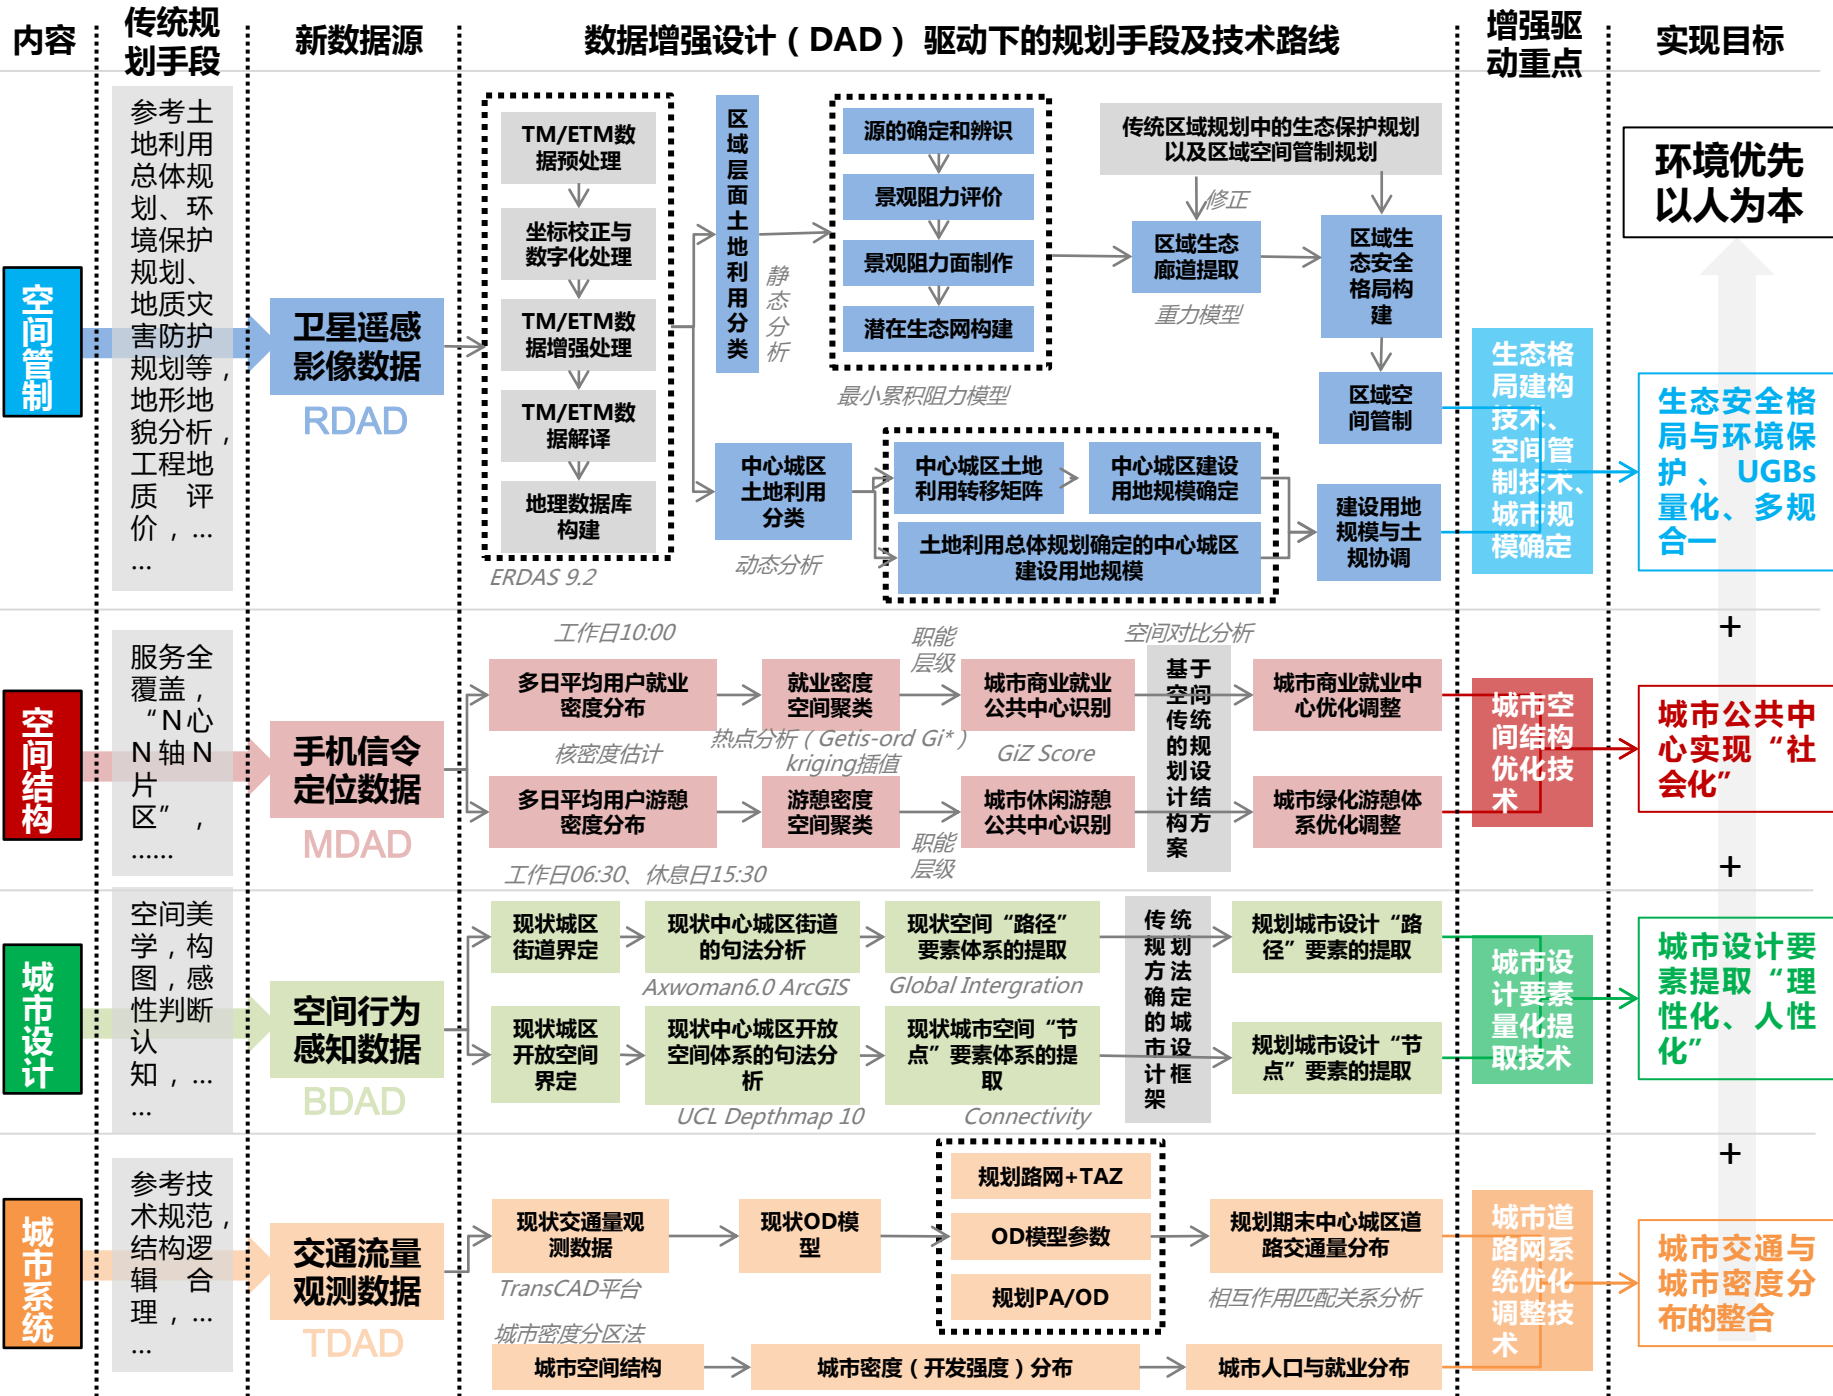 内容
传统规
划手段
新数据源
数据增强设计（DAD）驱动下的规划手段及技术路线
增强驱
动重点
实现目标
空间管制
参考土
地利用
总体规
划、环
境保护
规划、
地质灾
害防护
规划等，
地形地
貌分析，
工程地
质 评
价，...
...
卫星遥感
影像数据
RDAD
TM/ETM数
据预处理
坐标校正与
数字化处理
TM/ETM数
据增强处理
TM/ETM数
据解译
地理数据库
构建
ERDAS 9.2
区域层面土地利用分类
静态分析
源的确定和辨识
景观阻力评价
景观阻力面制作
潜在生态网构建
最小累积阻力模型
传统区域规划中的生态保护规划
以及区域空间管制规划
修正
区域生态
廊道提取
重力模型
区域生
态安全
格局构
建
区域空
间管制
中心城区
土地利用
分类
动态分析
中心城区土地
利用转移矩阵
中心城区建设
用地规模确定
土地利用总体规划确定的中心城区
建设用地规模
建设用地
规模与土
规协调
生态格
局建构
技术、
空间管
制技术、
城市规
模确定
环境优先
以人为本
生态安全格
局与环境保
护、UGBs
量化、多规
合一
+
空间结构
服务全
覆盖，
“N心
N轴N
片
区”，
......
手机信令
定位数据
MDAD
工作日10:00
多日平均用户就业
密度分布
核密度估计
多日平均用户游憩
密度分布
工作日06:30、休息日15:30
就业密度
空间聚类
热点分析（Getis-ord Gi*）
kriging插值
游憩密度
空间聚类
职能
层级
城市商业就业
公共中心识别
GiZ Score
城市休闲游憩
公共中心识别
职能
层级
空间对比分析
基于
空间
传统
的规
划设
计结
构方
案
城市商业就业中
心优化调整
城市绿化游憩体
系优化调整
城市空
间结构
优化技
术
城市公共中
心实现“社
会化”
+
城市设计
空间美
学，构
图，感
性判断
认
知，...
...
空间行为
感知数据
BDAD
现状城区
街道界定
现状中心城区街道
的句法分析
Axwoman6.0 ArcGIS
现状空间“路径”
要素体系的提取
Global Intergration
现状城区
开放空间
界定
现状中心城区开放
空间体系的句法分
析
UCL Depthmap 10
现状城市空间“节
点”要素体系的提
取
Connectivity
传统
规划
方法
确定
的城
市设
计框
架
规划城市设计“路
径”要素的提取
规划城市设计“节
点”要素的提取
城市设
计要素
量化提
取技术
城市设计要
素提取“理
性化、人性
化”
+
城市系统
参考技
术规范，
结构逻
辑 合
理，...
...
交通流量
观测数据
TDAD
现状交通量观
测数据
TransCAD平台
现状OD模
型
规划路网+TAZ
OD模型参数
规划PA/OD
规划期末中心城区道
路交通量分布
相互作用匹配关系分析
城市密度分区法
城市空间结构
城市密度（开发强度）分布
城市人口与就业分布
城市道
路网系
统优化
调整技
术
城市交通与
城市密度分
布的整合